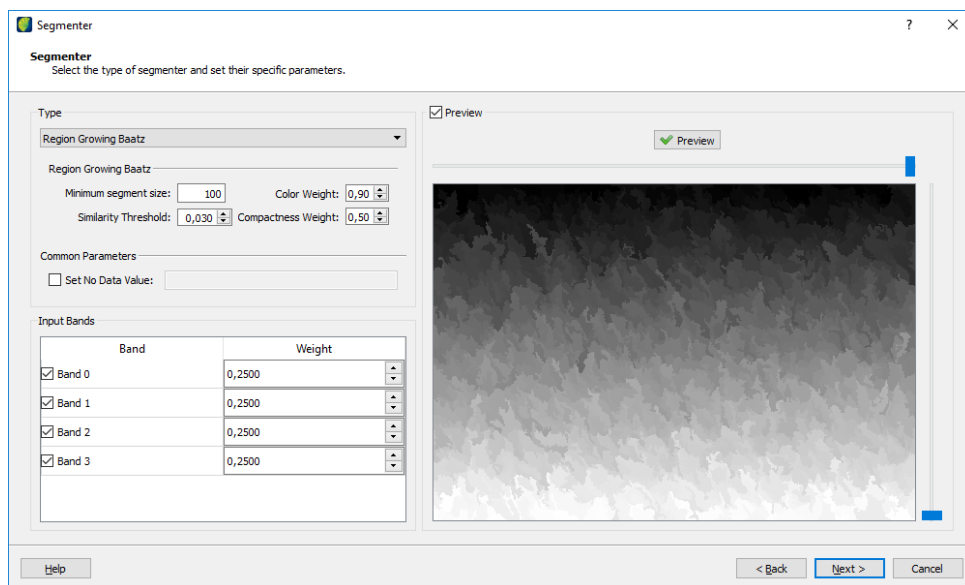 Segmenter
?
Segmenter
Select the type of segmenter and set their specific parameters.
Type
Region Growing Baatz
Region Growing Baatz
Minimum segment size: 100 Color Weight: 0,90
Similarity Threshold: 0,030 Compactness Weight: 0,50
Common Parameters
Set No Data Value:
Input Bands
Band Weight
Band 0 0,2500
Band 1 0,2500
Band 2 0,2500
Band 3 0,2500
Preview
Preview
Help < Back Next > Cancel